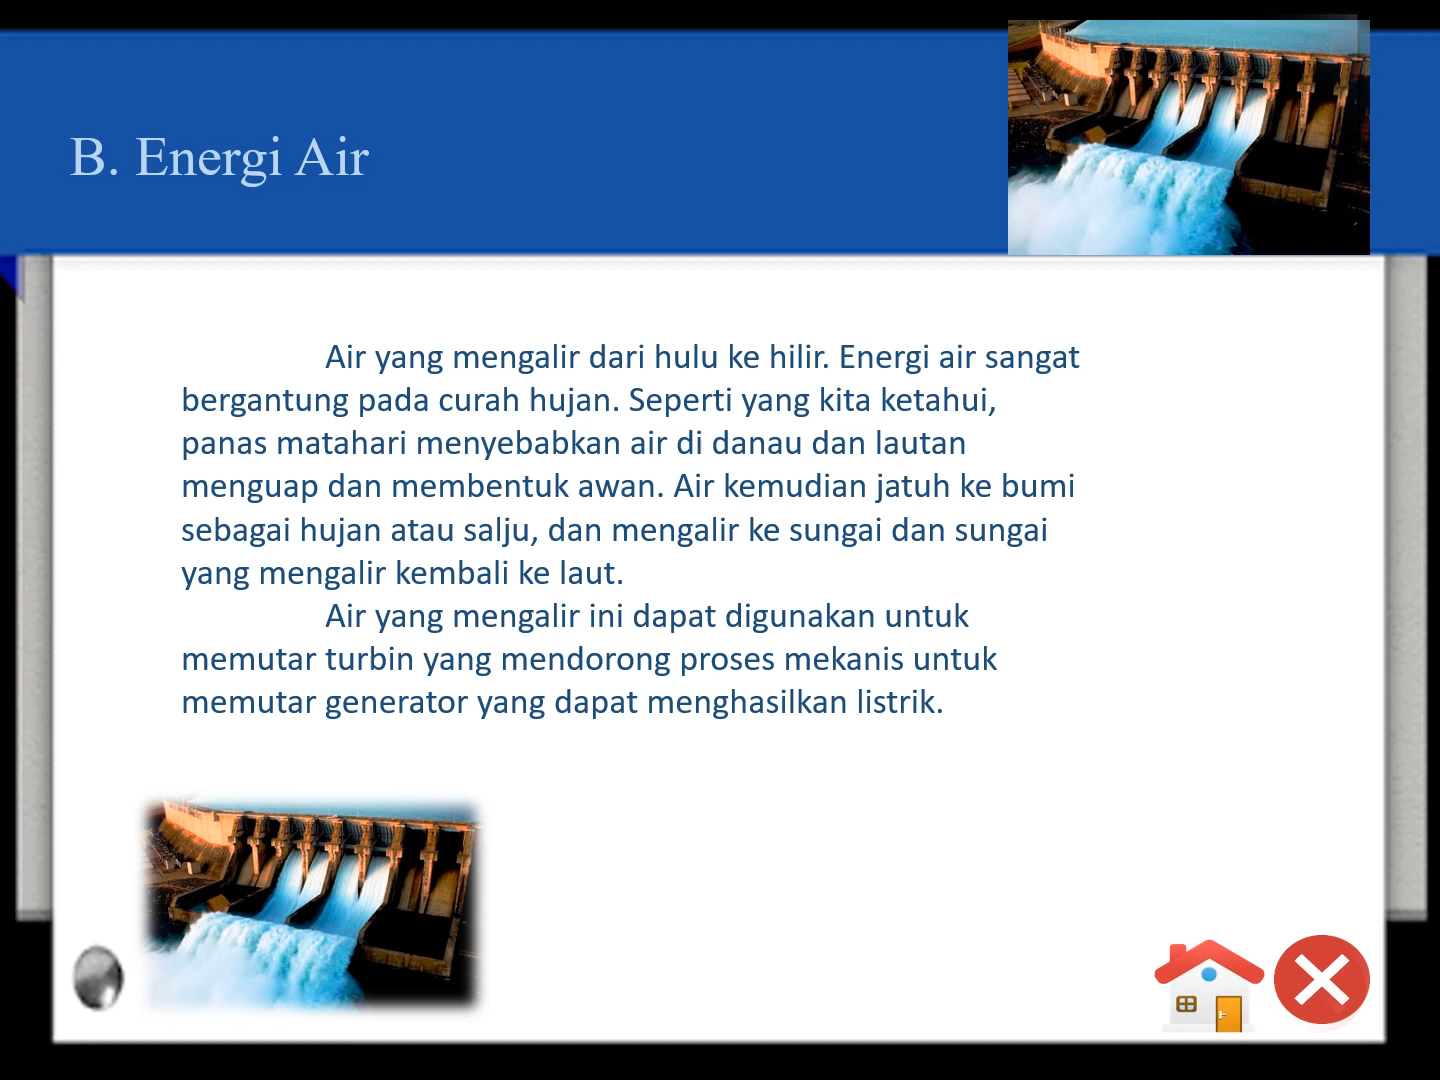 B. Energi Air
Air yang mengalir dari hulu ke hilir. Energi air sangat
bergantung pada curah hujan. Seperti yang kita ketahui,
panas matahari menyebabkan air di danau dan lautan
menguap dan membentuk awan. Air kemudian jatuh ke bumi
sebagai hujan atau salju, dan mengalir ke sungai dan sungai
yang mengalir kembali ke laut.
Air yang mengalir ini dapat digunakan untuk
memutar turbin yang mendorong proses mekanis untuk
memutar generator yang dapat menghasilkan listrik.